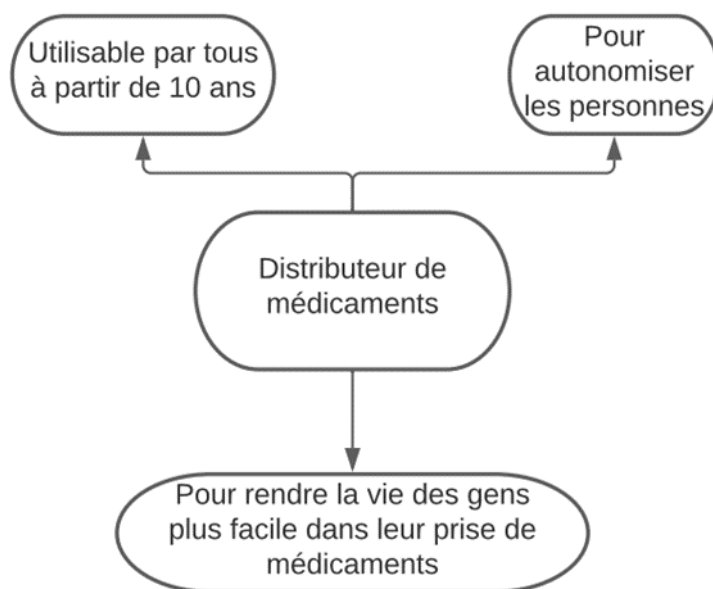 Utilisable par tous
à partir de 10 ans
Pour
autonomiser
les personnes
Distributeur de
médicaments
Pour rendre la vie des gens
plus facile dans leur prise de
médicaments